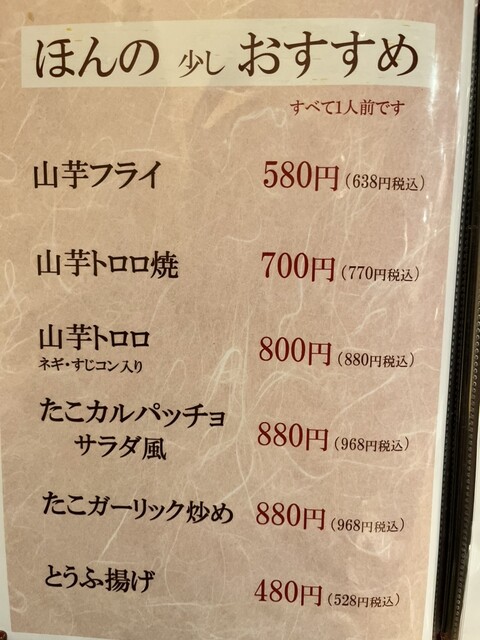 ほんの 少し おすすめ
すべて1人前です
山芋フライ 580円(638円税込)
山芋トロロ焼 700円(770円税込)
山芋トロロ 800円(880円税込)
ネギ・すじコン入り
たこカルパッチョ
サラダ風 880円(968円税込)
たこガーリック炒め 880円(968円税込)
とうふ揚げ 480円(528円税込)